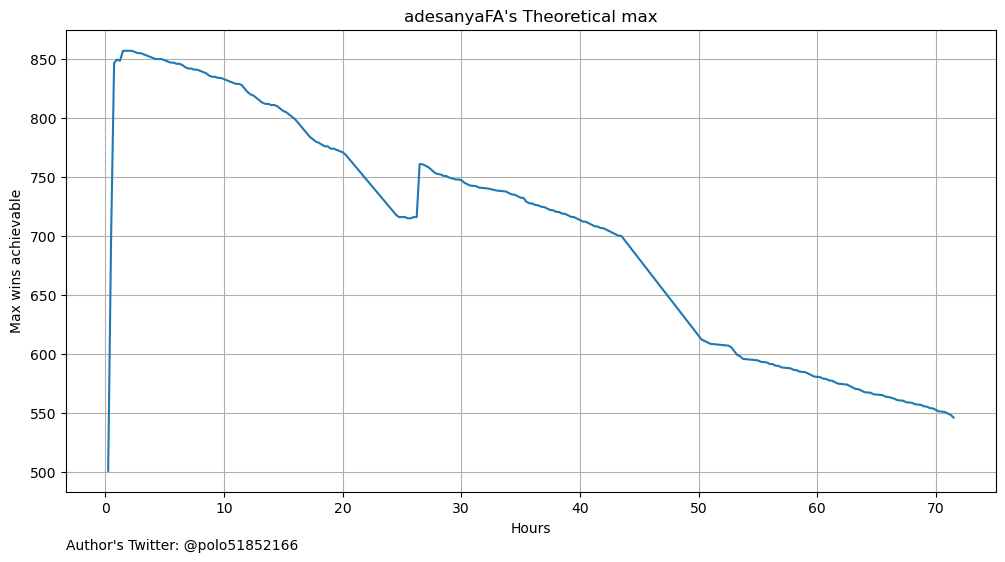 adesanyaFA's Theoretical max
Max wins achievable
850
800
750
700
650
600
550
500
0 10 20 30 40 50 60 70
Hours
Author's Twitter: @polo51852166